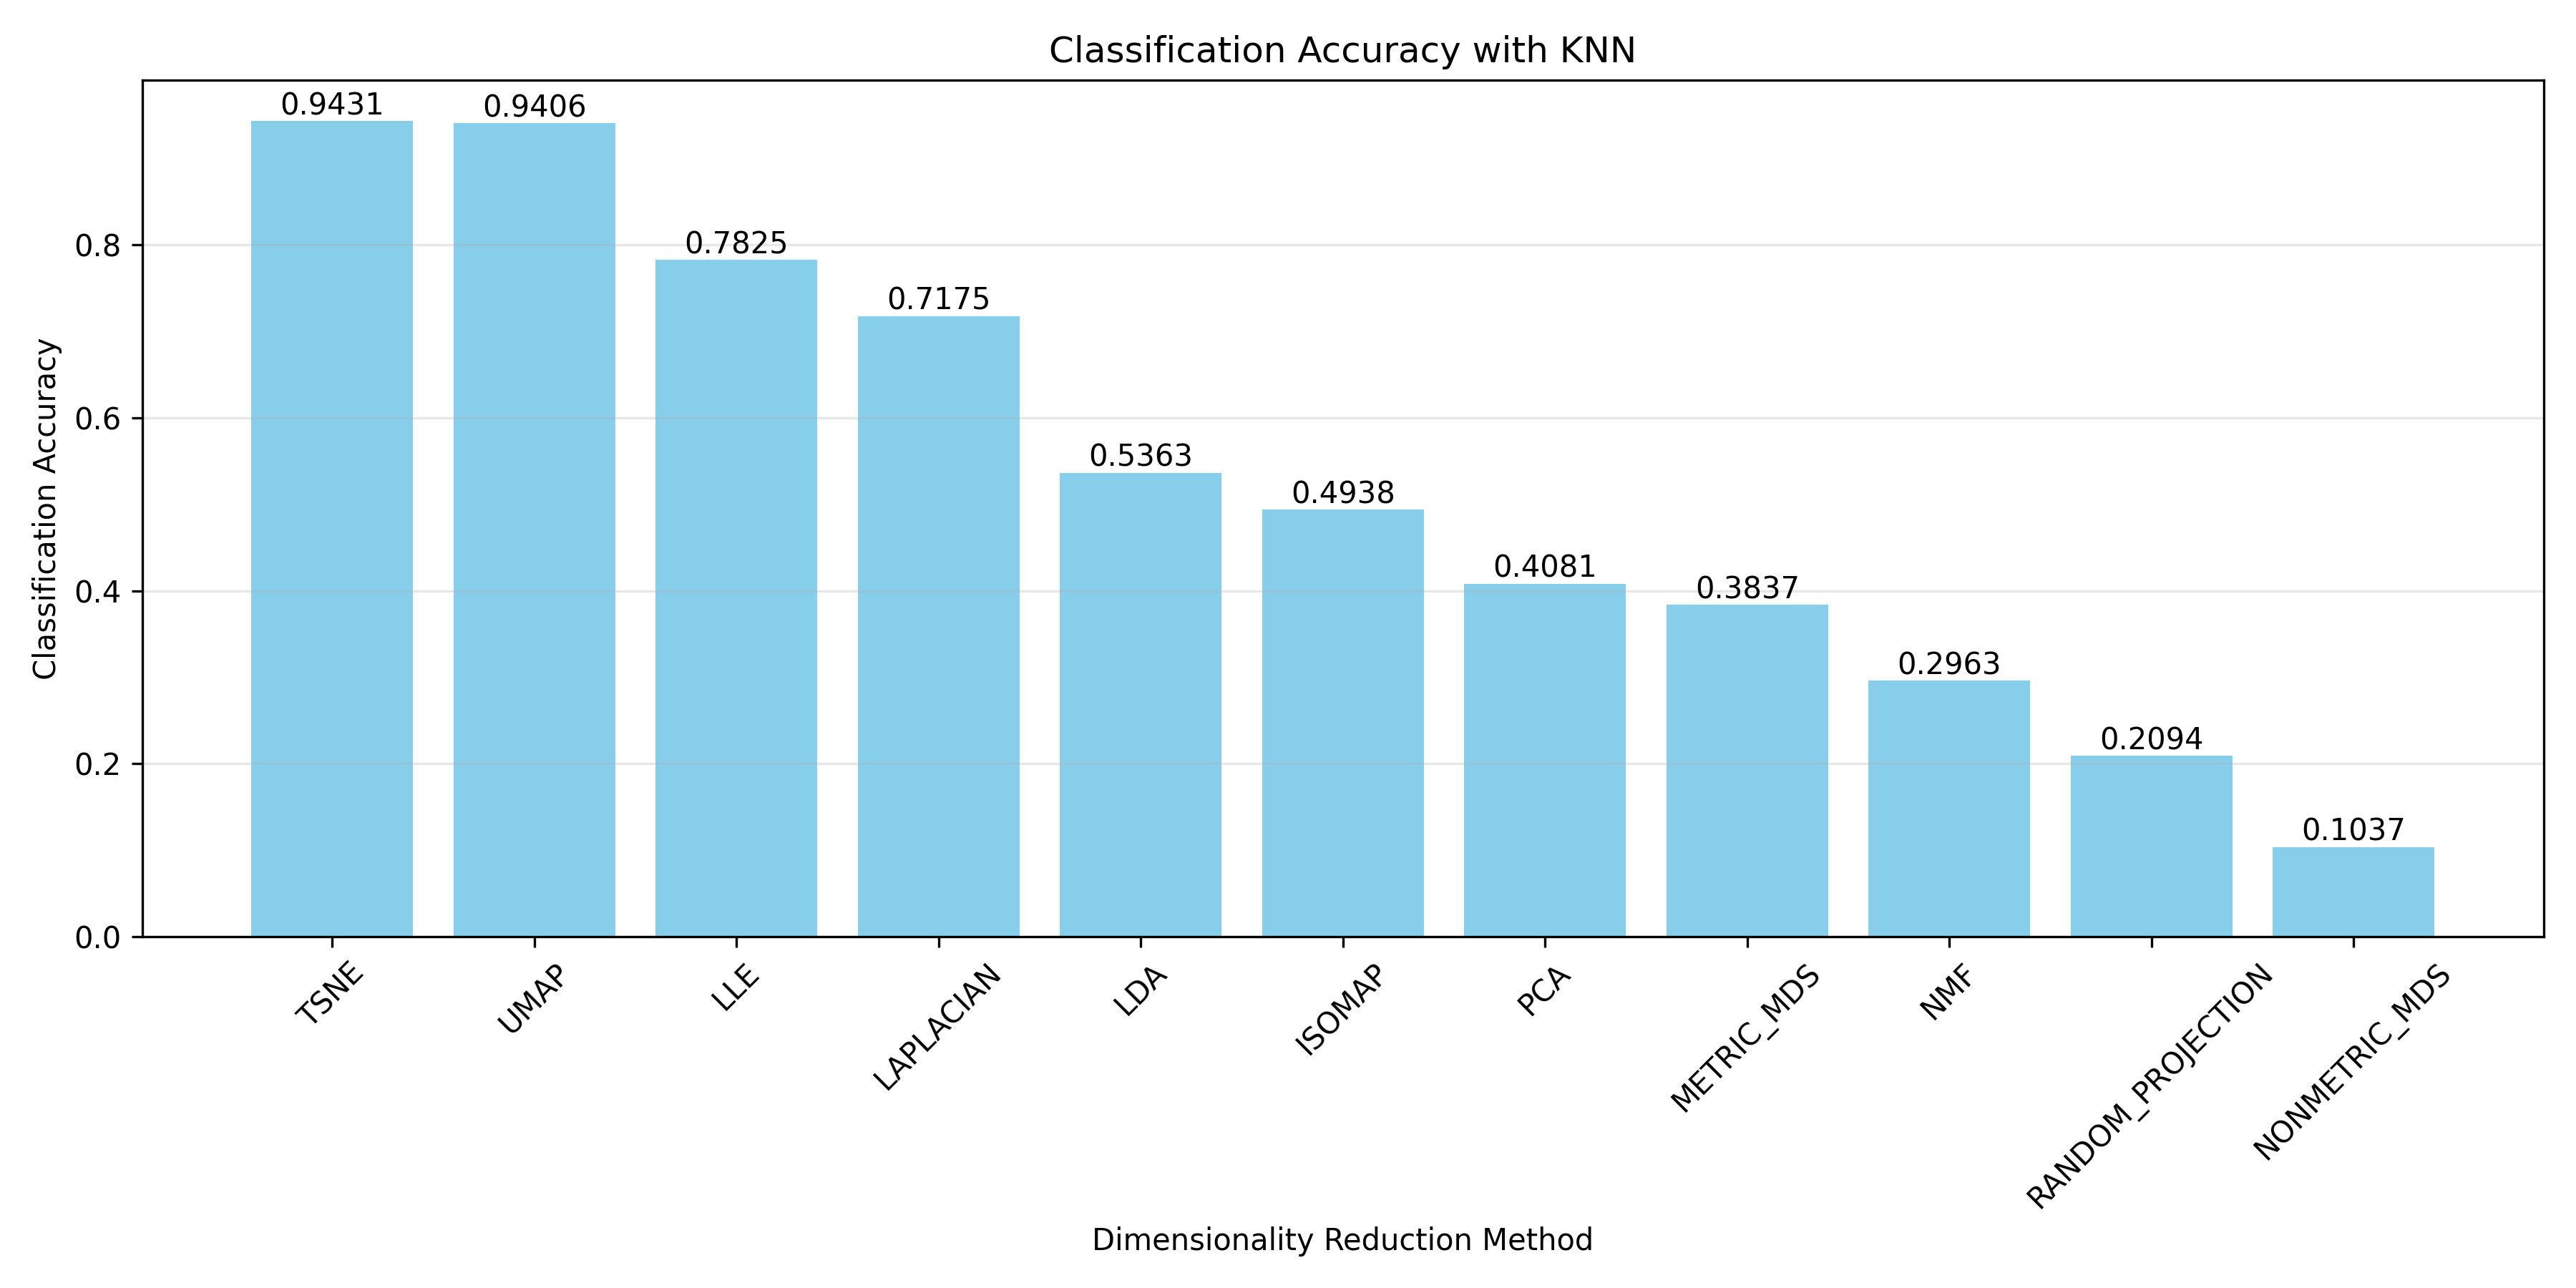 Classification Accuracy with KNN
Classification Accuracy
0.8
0.6
0.4
0.2
0.0
0.9431
0.9406
0.7825
0.7175
0.5363
0.4938
0.4081
0.3837
0.2963
0.2094
0.1037
TSNE
UMAP
LLE
LAPLACIAN
LDA
ISOMAP
PCA
METRIC_MDS
NMF
RANDOM_PROJECTION
NONMETRIC_MDS
Dimensionality Reduction Method